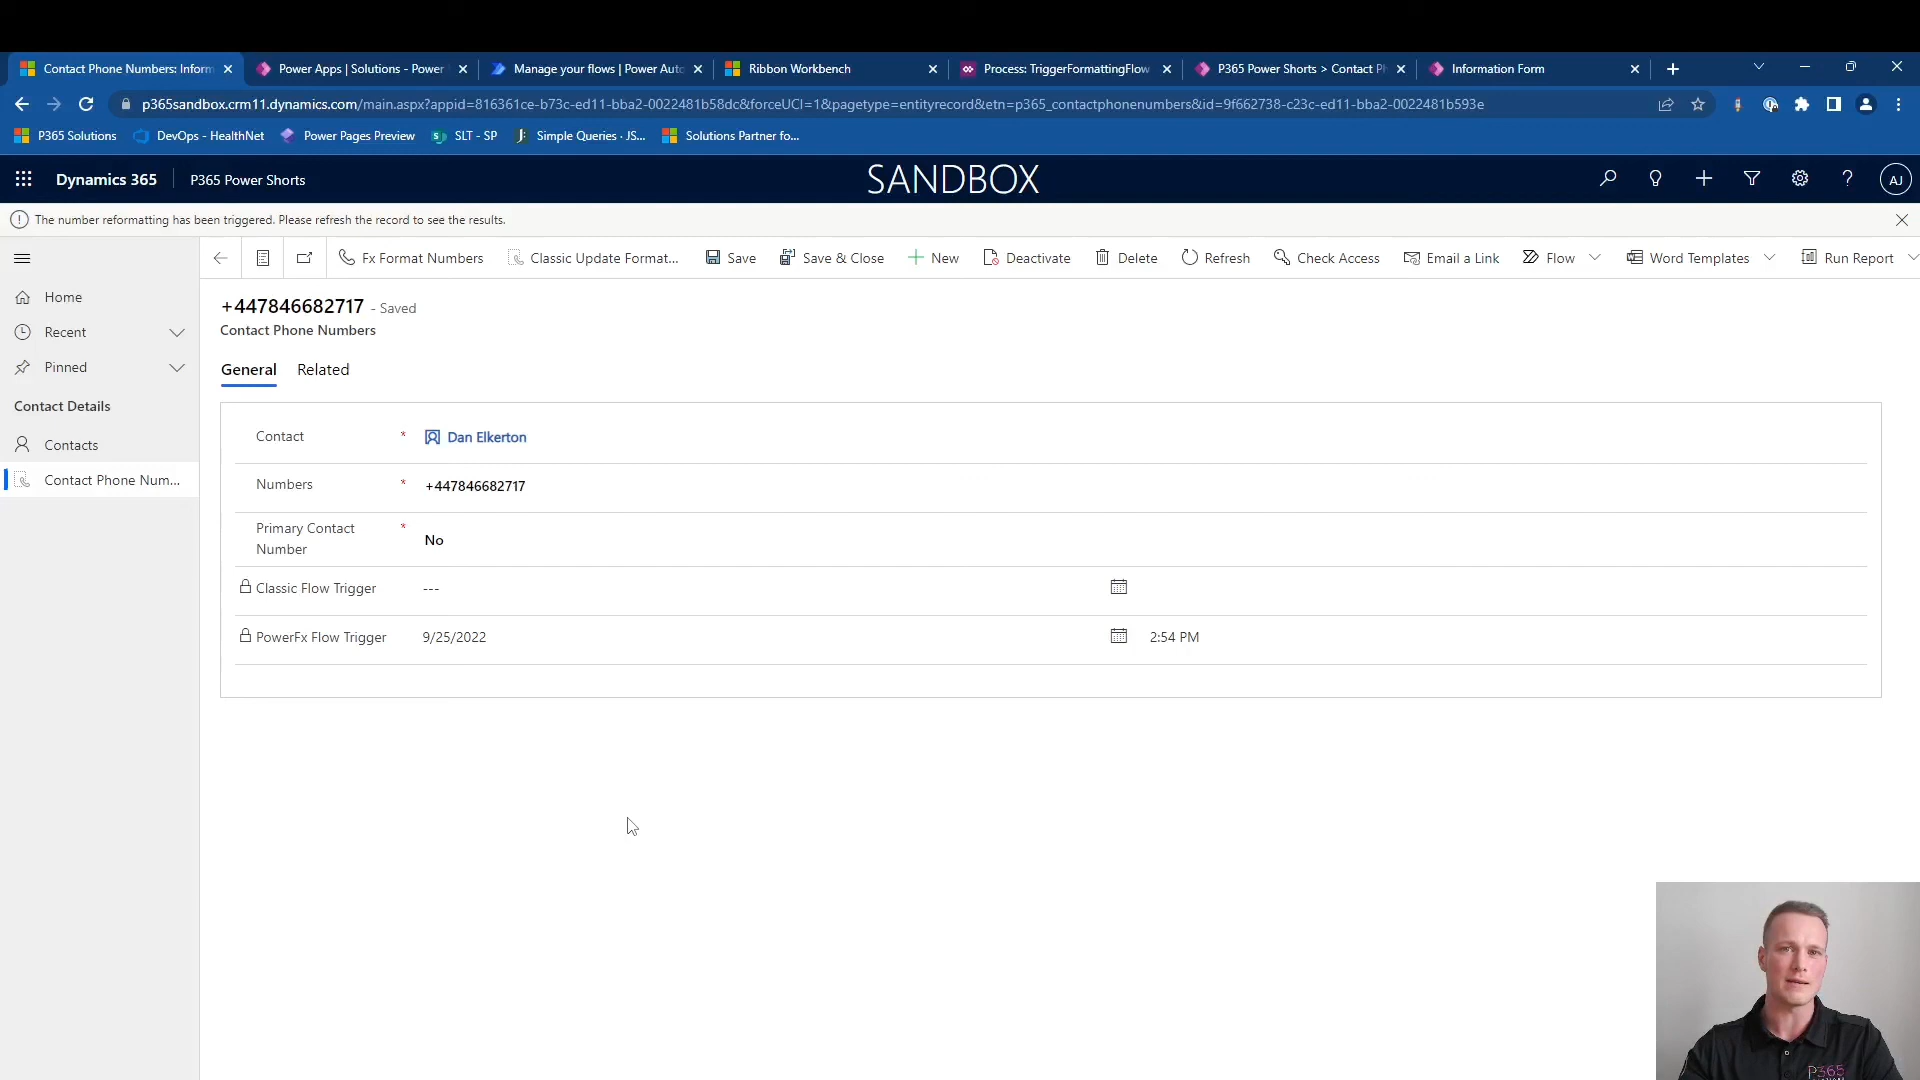 Contact Phone Numbers: Inform
Power Apps | Solutions - Power
Manage your flows | Power Auto
Ribbon Workbench
Process: TriggerFormattingFlow
P365 Power Shorts > Contact Ph
Information Form
p365sandbox.crm11.dynamics.com/main.aspx?appid=816361ce-b73c-ed11-bba2-0022481b58dc&forceUCI=1&pagetype=entityrecord&etn=p365_contactphonenumbers&id=9f662738-c23c-ed11-bba2-0022481b593e
P365 Solutions
DevOps - HealthNet
Power Pages Preview
SLT - SP
Simple Queries · JS...
Solutions Partner fo...
Dynamics 365
P365 Power Shorts
SANDBOX
AJ
The number reformatting has been triggered. Please refresh the record to see the results.
Fx Format Numbers
Classic Update Format...
Save
Save & Close
New
Deactivate
Delete
Refresh
Check Access
Email a Link
Flow
Word Templates
Run Report
Home
Recent
Pinned
Contact Details
Contacts
Contact Phone Num...
+447846682717 - Saved
Contact Phone Numbers
General
Related
Contact * Dan Elkerton
Numbers * +447846682717
Primary Contact
Number * No
Classic Flow Trigger ---
PowerFx Flow Trigger 9/25/2022 2:54 PM
P365